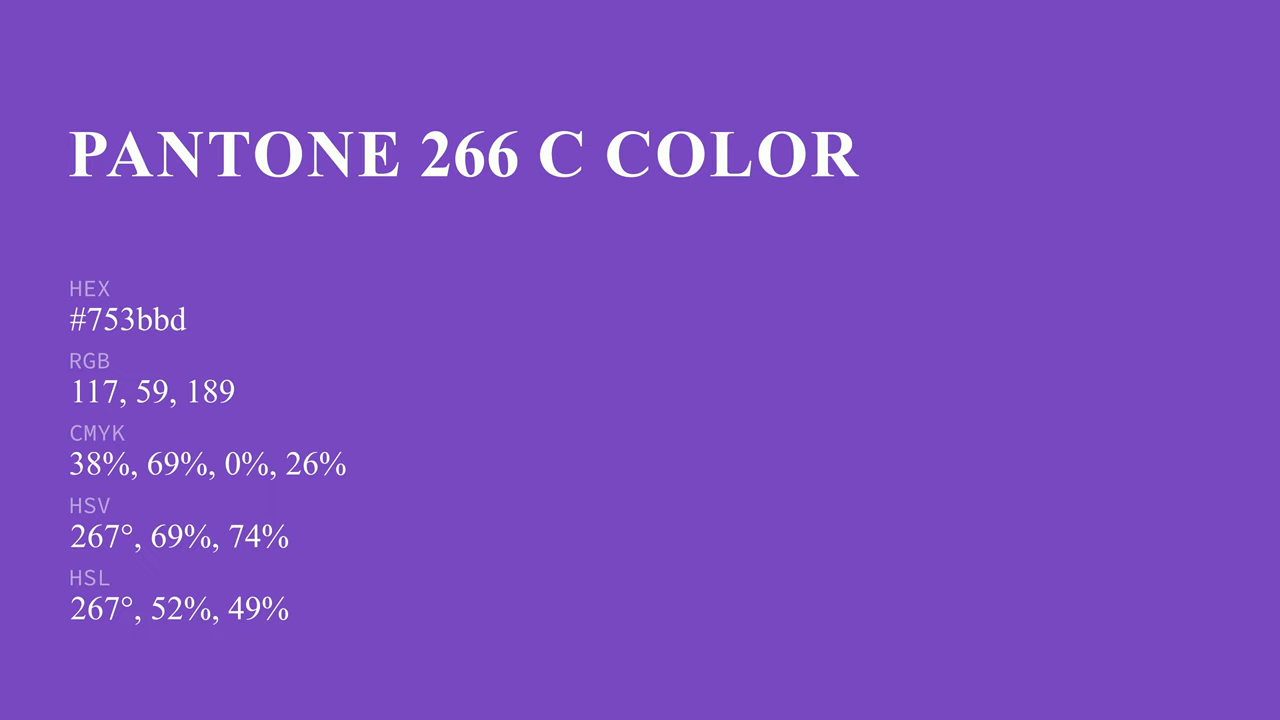 PANTONE 266 C COLOR
HEX
#753bbd
RGB
117, 59, 189
CMYK
38%, 69%, 0%, 26%
HSV
267°, 69%, 74%
HSL
267°, 52%, 49%